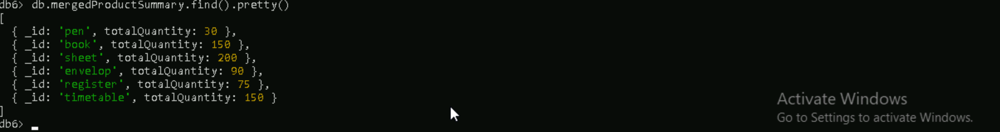 db6> db.mergedProductSummary.find().pretty()
[
  { _id: 'pen', totalQuantity: 30 },
  { _id: 'book', totalQuantity: 150 },
  { _id: 'sheet', totalQuantity: 200 },
  { _id: 'envelop', totalQuantity: 90 },
  { _id: 'register', totalQuantity: 75 },
  { _id: 'timetable', totalQuantity: 150 }
]
db6> _
Activate Windows
Go to Settings to activate Windows.